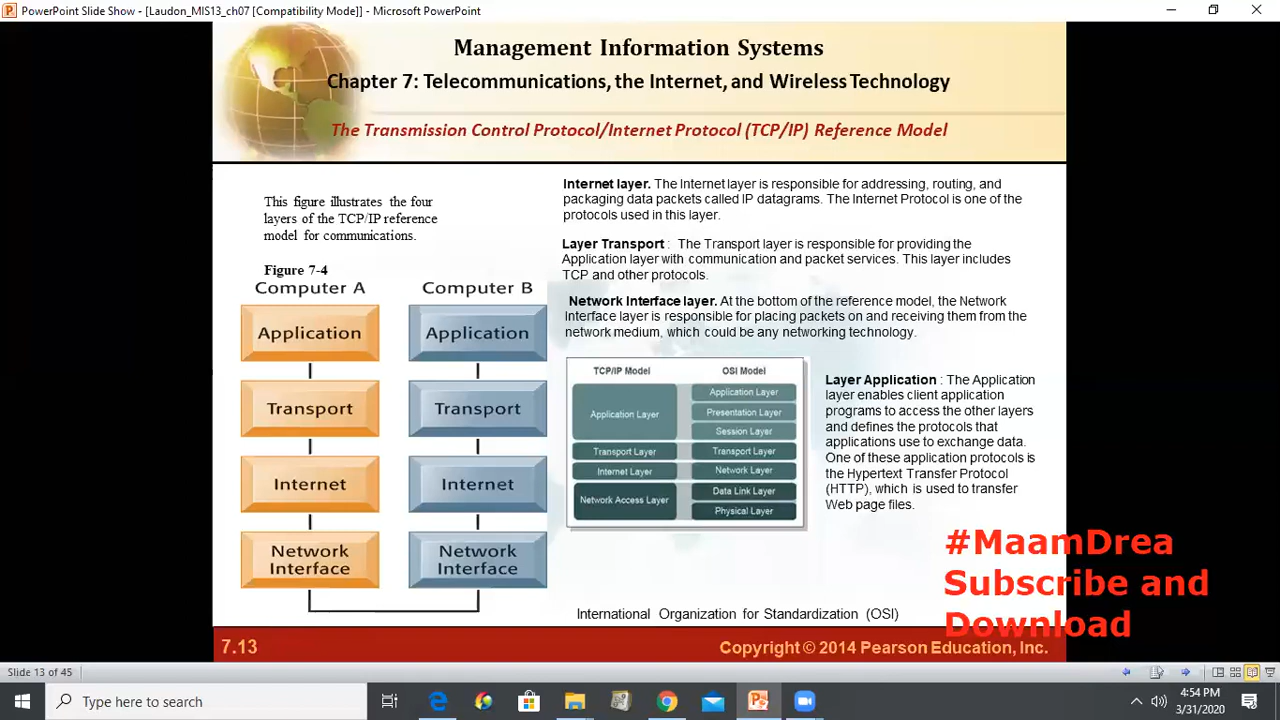 PowerPoint Slide Show - [Laudon_MIS13_ch07 [Compatibility Mode]] - Microsoft PowerPoint
Management Information Systems
Chapter 7: Telecommunications, the Internet, and Wireless Technology
The Transmission Control Protocol/Internet Protocol (TCP/IP) Reference Model
This figure illustrates the four
layers of the TCP/IP reference
model for communications.
Figure 7-4
Computer A
Computer B
Application
Application
Transport
Transport
Internet
Internet
Network
Interface
Network
Interface
Internet layer. The Internet layer is responsible for addressing, routing, and
packaging data packets called IP datagrams. The Internet Protocol is one of the
protocols used in this layer.
Layer Transport : The Transport layer is responsible for providing the
Application layer with communication and packet services. This layer includes
TCP and other protocols.
Network Interface layer. At the bottom of the reference model, the Network
Interface layer is responsible for placing packets on and receiving them from the
network medium, which could be any networking technology.
TCP/IP Model
OSI Model
Application Layer
Transport Layer
Internet Layer
Network Access Layer
Application Layer
Presentation Layer
Session Layer
Transport Layer
Network Layer
Data Link Layer
Physical Layer
Layer Application : The Application
layer enables client application
programs to access the other layers
and defines the protocols that
applications use to exchange data.
One of these application protocols is
the Hypertext Transfer Protocol
(HTTP), which is used to transfer
Web page files.
#MaamDrea
Subscribe and
Download
International Organization for Standardization (OSI)
7.13
Copyright © 2014 Pearson Education, Inc.
Slide 13 of 45
Type here to search
4:54 PM
3/31/2020